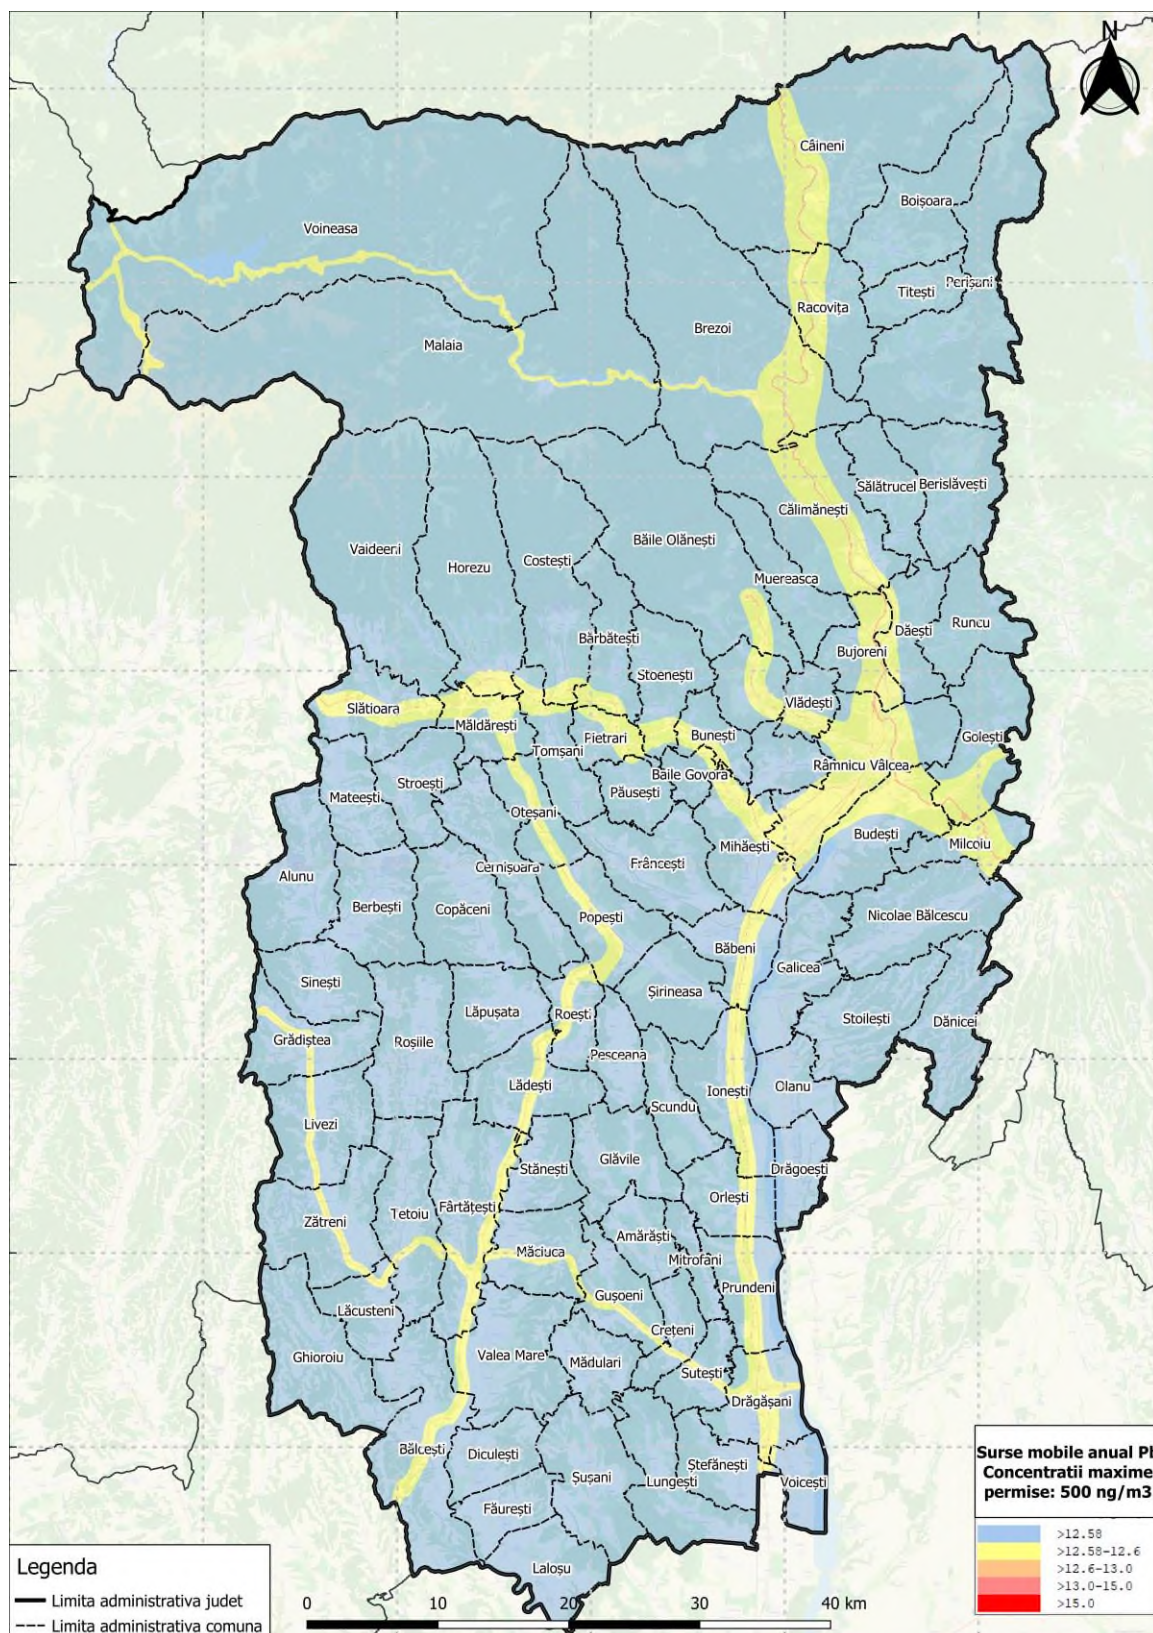 N
Câineni
Boișoara
Voineasa
Titești
Perișani
Racovița
Brezoi
Malaia
Sălătrucel
Berislăvești
Călimănești
Băile Olănești
Vaideeni
Costești
Horezu
Muereasca
Runcu
Dăești
Bărbătești
Bujoreni
Stoenești
Vlădești
Slătioara
Măldărești
Pietrari
Bunești
Golești
Tomșani
Râmnicu Vâlcea
Băile Govora
Stroești
Mateești
Păusești
Oteșani
Budești
Mihăești
Milcoiu
Frâncești
Cernișoara
Alunu
Berbești
Copăceni
Popești
Nicolae Bălcescu
Băbeni
Galicea
Sinești
Șirineasa
Lăpușata
Roești
Stoilești
Dănicei
Grădiștea
Roșiile
Pesceana
Lădești
Ionești
Olanu
Scundu
Livezi
Glăvile
Stănești
Drăgoești
Orlești
Fârtățești
Tetoiu
Zătreni
Amărăști
Măciuca
Mitrofani
Prundeni
Gușoeni
Lăcusteni
Crețeni
Ghioroiu
Valea Mare
Mădulari
Sutești
Drăgășani
Bălcești
Diculești
Ștefănești
Șușani
Lungești
Voicești
Făurești
Laloșu
Surse mobile anual Pb
Concentratii maxime
permise: 500 ng/m3
>12.58
>12.58-12.6
>12.6-13.0
>13.0-15.0
>15.0
Legenda
Limita administrativa judet
Limita administrativa comuna
0 10 20 30 40 km